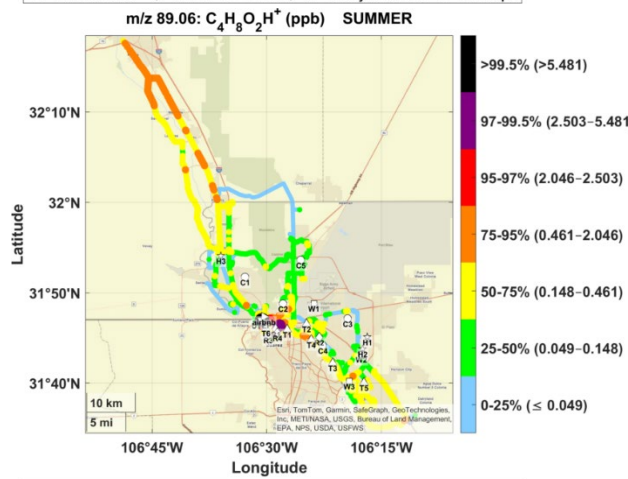 m/z 89.06: C₄H₈O₂H⁺ (ppb) SUMMER
>99.5% (>5.481)
97-99.5% (2.503−5.481
95-97% (2.046−2.503)
75-95% (0.461−2.046)
50-75% (0.148−0.461)
25-50% (0.049−0.148)
0-25% (≤ 0.049)
Latitude
32°10'N
32°N
31°50'N
31°40'N
H3
C5
C1
C2
W1
C3
airbnb
T2
T6
T1
R4
T4
H1
C4
H2
T3
W3
T5
10 km
5 mi
Esri, TomTom, Garmin, SafeGraph, GeoTechnologies,
Inc, METI/NASA, USGS, Bureau of Land Management,
EPA, NPS, USDA, USFWS
106°45'W
106°30'W
106°15'W
Longitude